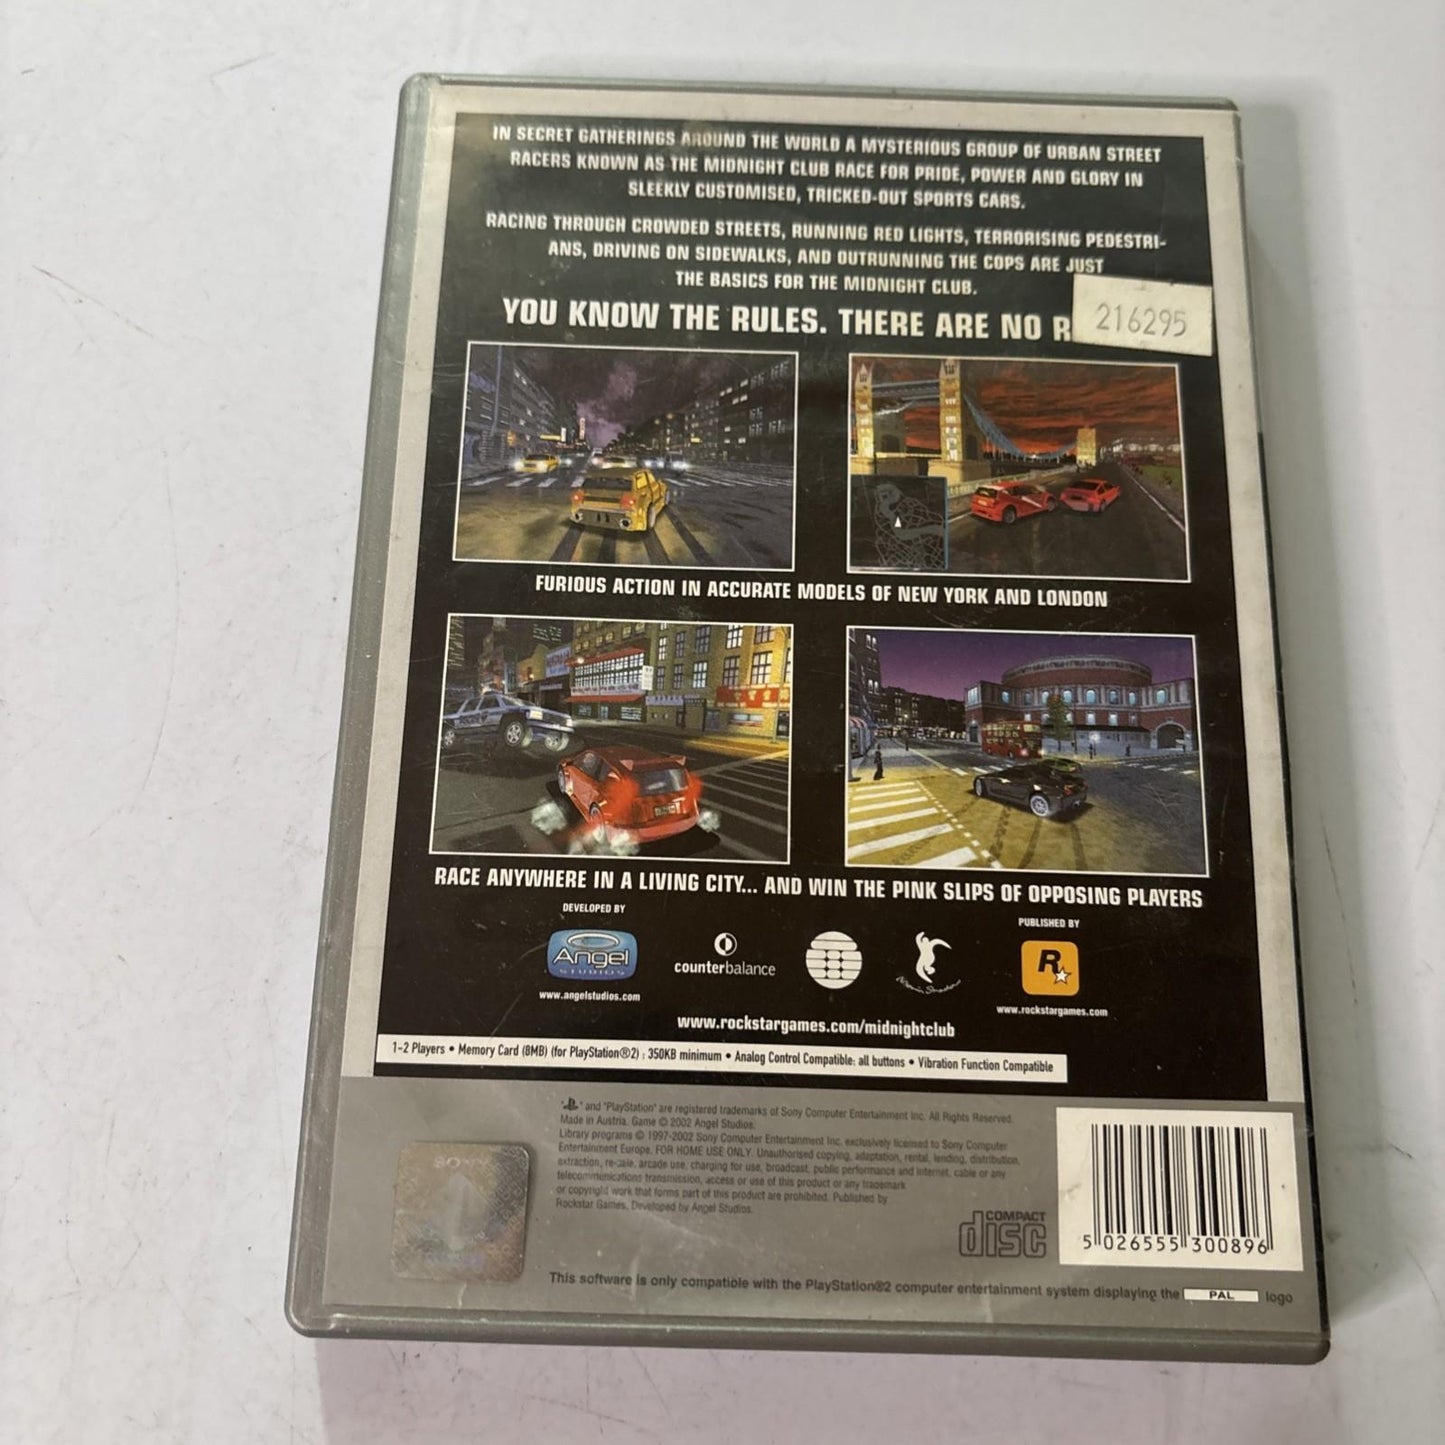 IN SECRET GATHERINGS AROUND THE WORLD A MYSTERIOUS GROUP OF URBAN STREET
RACERS KNOWN AS THE MIDNIGHT CLUB RACE FOR PRIDE, POWER AND GLORY IN
SLEEKLY CUSTOMISED, TRICKED-OUT SPORTS CARS.
RACING THROUGH CROWDED STREETS, RUNNING RED LIGHTS, TERRORISING PEDESTRI-
ANS, DRIVING ON SIDEWALKS, AND OUTRUNNING THE COPS ARE JUST
THE BASICS FOR THE MIDNIGHT CLUB.
YOU KNOW THE RULES. THERE ARE NO R
216295
FURIOUS ACTION IN ACCURATE MODELS OF NEW YORK AND LONDON
RACE ANYWHERE IN A LIVING CITY... AND WIN THE PINK SLIPS OF OPPOSING PLAYERS
DEVELOPED BY
Angel
STUDIOS
www.angelstudios.com
counterbalance
PUBLISHED BY
R
www.rockstargames.com
www.rockstargames.com/midnightclub
1-2 Players • Memory Card (8MB) (for PlayStation®2) : 350KB minimum • Analog Control Compatible: all buttons • Vibration Function Compatible
" " and "PlayStation" are registered trademarks of Sony Computer Entertainment Inc. All Rights Reserved.
Made in Austria. Game © 2002 Angel Studios.
Library programs © 1997-2002 Sony Computer Entertainment Inc. exclusively licensed to Sony Computer
Entertainment Europe. FOR HOME USE ONLY. Unauthorised copying, adaptation, rental, lending, distribution,
extraction, re-sale, arcade use, charging for use, broadcast, public performance and internet, cable or any
telecommunications transmission, access or use of this product or any trademark
or copyright work that forms part of this product are prohibited. Published by
Rockstar Games. Developed by Angel Studios.
SONY
COMPACT
disc
5 026555 300896
This software is only compatible with the PlayStation®2 computer entertainment system displaying the PAL logo